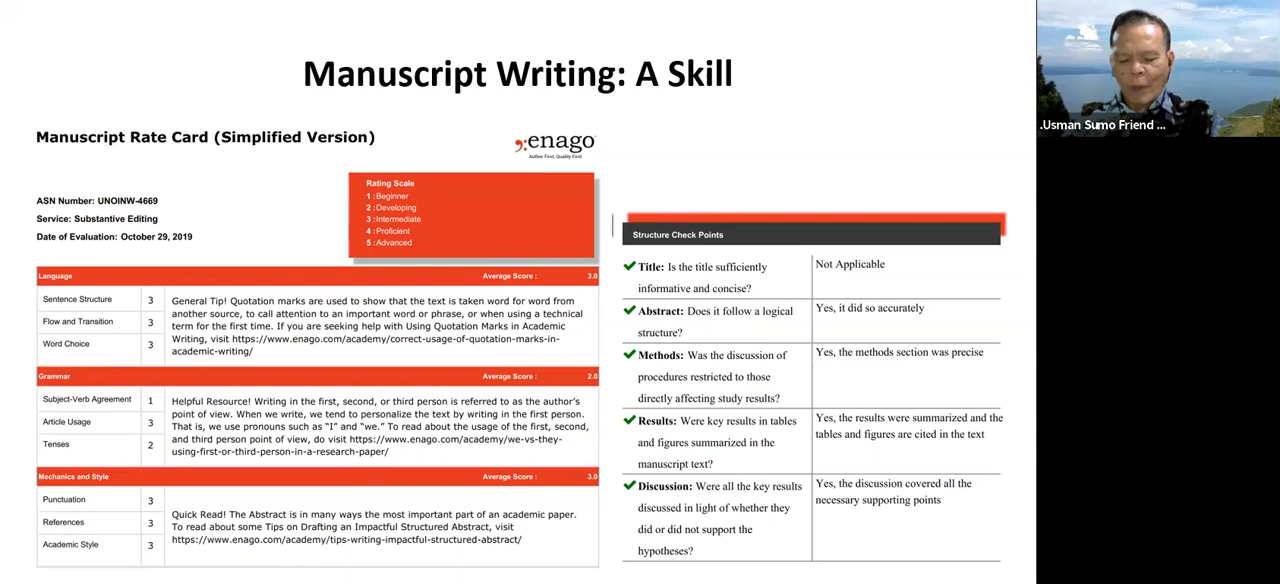 Manuscript Writing: A Skill
Manuscript Rate Card (Simplified Version)
enago
Author First, Quality First
ASN Number: UNOINW-4669
Service: Substantive Editing
Date of Evaluation: October 29, 2019
Rating Scale
1 :Beginner
2 :Developing
3 :Intermediate
4 :Proficient
5 :Advanced
Language Average Score : 3.0
Sentence Structure 3
Flow and Transition 3
Word Choice 3
General Tip! Quotation marks are used to show that the text is taken word for word from
another source, to call attention to an important word or phrase, or when using a technical
term for the first time. If you are seeking help with Using Quotation Marks in Academic
Writing, visit https://www.enago.com/academy/correct-usage-of-quotation-marks-in-
academic-writing/
Grammar Average Score : 2.0
Subject-Verb Agreement 1
Article Usage 3
Tenses 2
Helpful Resource! Writing in the first, second, or third person is referred to as the author's
point of view. When we write, we tend to personalize the text by writing in the first person.
That is, we use pronouns such as “I” and “we.” To read about the usage of the first, second,
and third person point of view, do visit https://www.enago.com/academy/we-vs-they-
using-first-or-third-person-in-a-research-paper/
Mechanics and Style Average Score : 3.0
Punctuation 3
References 3
Academic Style 3
Quick Read! The Abstract is in many ways the most important part of an academic paper.
To read about some Tips on Drafting an Impactful Structured Abstract, visit
https://www.enago.com/academy/tips-writing-impactful-structured-abstract/
Structure Check Points
Title: Is the title sufficiently
informative and concise?
Not Applicable
Abstract: Does it follow a logical
structure?
Yes, it did so accurately
Methods: Was the discussion of
procedures restricted to those
directly affecting study results?
Yes, the methods section was precise
Results: Were key results in tables
and figures summarized in the
manuscript text?
Yes, the results were summarized and the
tables and figures are cited in the text
Discussion: Were all the key results
discussed in light of whether they
did or did not support the
hypotheses?
Yes, the discussion covered all the
necessary supporting points
.Usman Sumo Friend ...